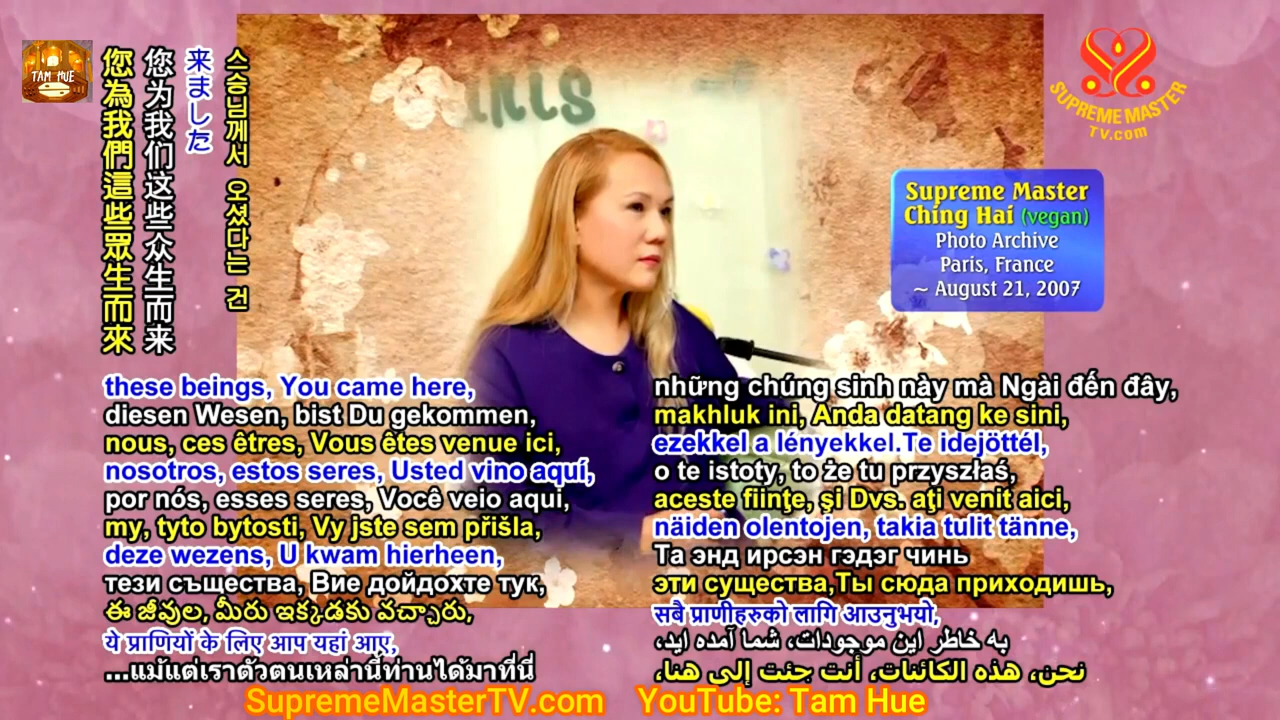 TAM HUE
您為我們這些眾生而來
您为我们这些众生而来
来ました
스승님께서 오셨다는 건
SUPREME MASTER
TV.com
Supreme Master
Ching Hai (vegan)
Photo Archive
Paris, France
~ August 21, 2007
these beings, You came here,
diesen Wesen, bist Du gekommen,
nous, ces êtres, Vous êtes venue ici,
nosotros, estos seres, Usted vino aquí,
por nós, esses seres, Você veio aqui,
my, tyto bytosti, Vy jste sem přišla,
deze wezens, U kwam hierheen,
тези същества, Вие дойдохте тук,
ఈ జీవుల, మీరు ఇక్కడకు వచ్చారు,
ये प्राणियों के लिए आप यहां आए,
...แม้แต่เราตัวตนเหล่านี้ท่านได้มาที่นี่
những chúng sinh này mà Ngài đến đây,
makhluk ini, Anda datang ke sini,
ezekkel a lényekkel.Te idejöttél,
o te istoty, to że tu przyszłaś,
aceste fiinţe, şi Dvs. aţi venit aici,
näiden olentojen, takia tulit tänne,
Та энд ирсэн гэдэг чинь
эти существа,Ты сюда приходишь,
सबै प्राणीहरुको लागि आउनुभयो,
به خاطر این موجودات، شما آمده اید،
نحن، هذه الكائنات، أنت جئت إلى هنا،
SupremeMasterTV.com YouTube: Tam Hue